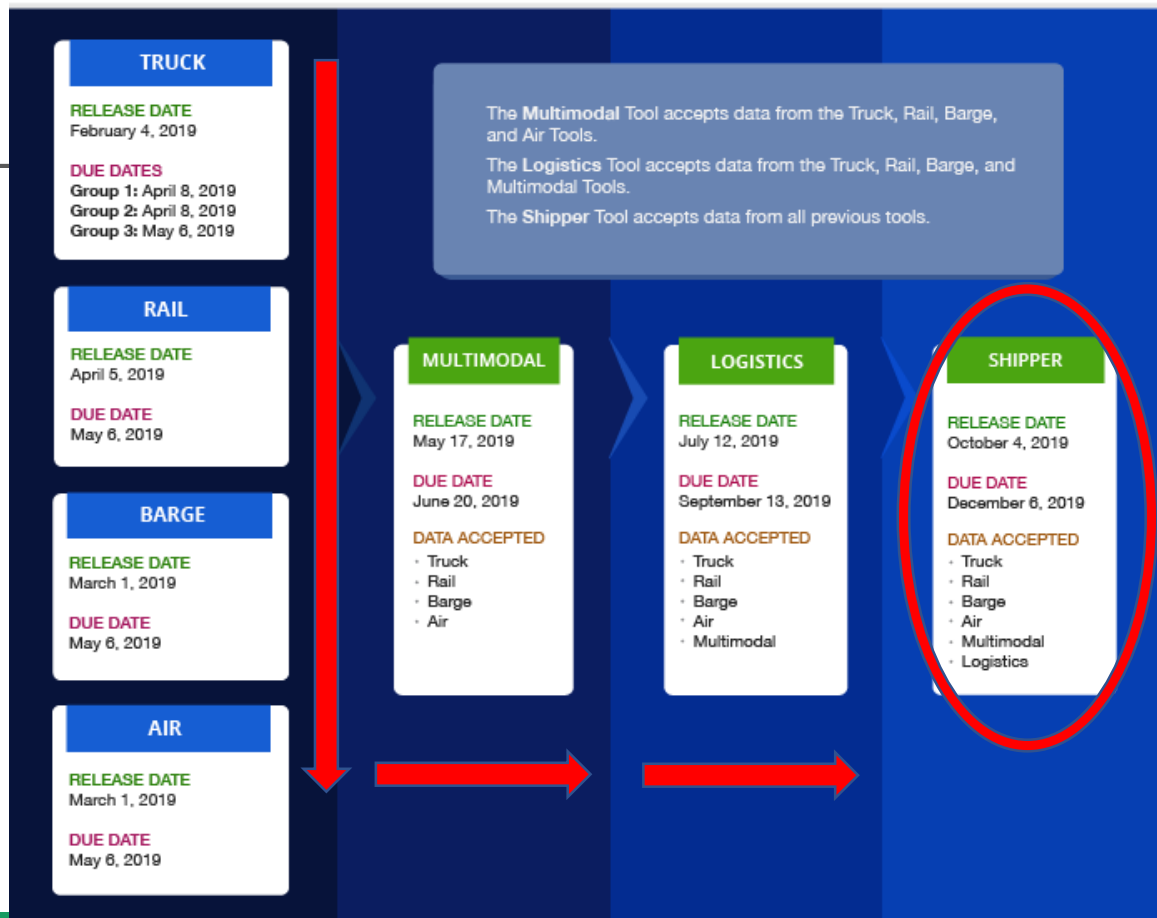 TRUCK
RELEASE DATE
February 4, 2019
DUE DATES
Group 1: April 8, 2019
Group 2: April 8, 2019
Group 3: May 6, 2019
RAIL
RELEASE DATE
April 5, 2019
DUE DATE
May 6, 2019
BARGE
RELEASE DATE
March 1, 2019
DUE DATE
May 6, 2019
AIR
RELEASE DATE
March 1, 2019
DUE DATE
May 6, 2019
The Multimodal Tool accepts data from the Truck, Rail, Barge,
and Air Tools.
The Logistics Tool accepts data from the Truck, Rail, Barge, and
Multimodal Tools.
The Shipper Tool accepts data from all previous tools.
MULTIMODAL
RELEASE DATE
May 17, 2019
DUE DATE
June 20, 2019
DATA ACCEPTED
· Truck
· Rail
· Barge
· Air
LOGISTICS
RELEASE DATE
July 12, 2019
DUE DATE
September 13, 2019
DATA ACCEPTED
· Truck
· Rail
· Barge
· Air
· Multimodal
SHIPPER
RELEASE DATE
October 4, 2019
DUE DATE
December 6, 2019
DATA ACCEPTED
· Truck
· Rail
· Barge
· Air
· Multimodal
· Logistics